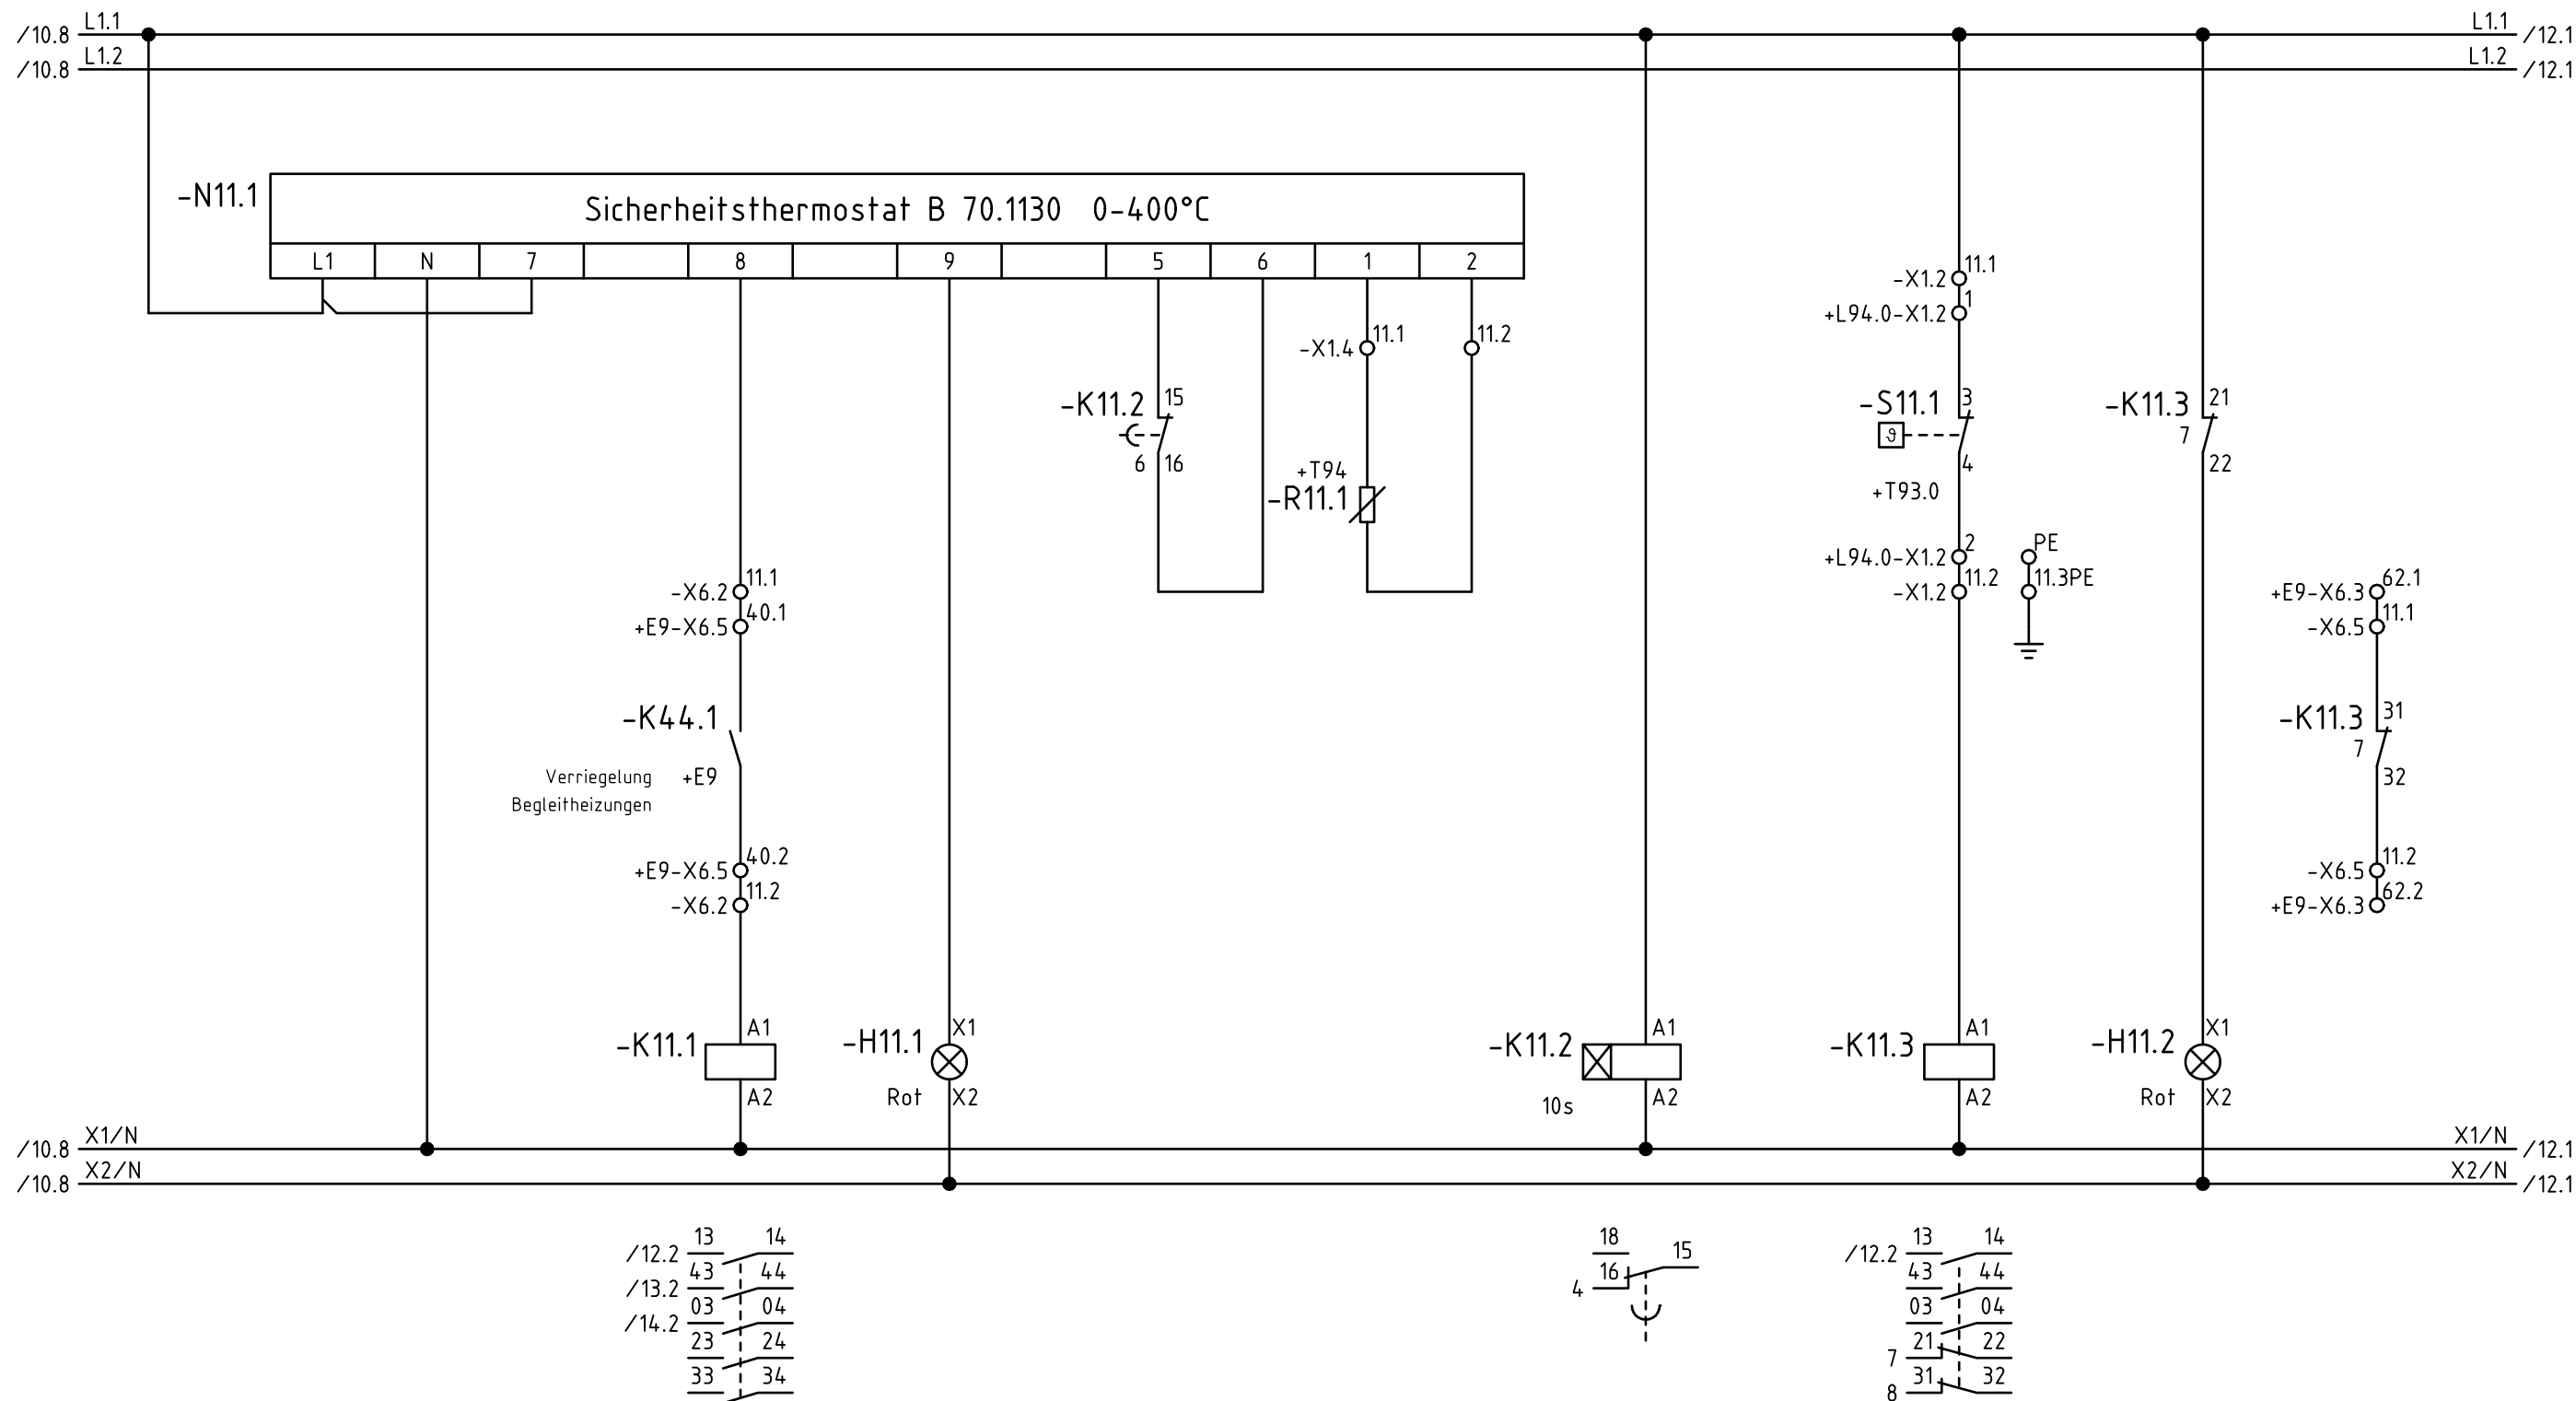 L1.1 L1.1
/10.8 /12.1
L1.2 L1.2
/10.8 /12.1
-N11.1
Sicherheitsthermostat B 70.1130 0-400°C
L1 N 7 8 9 5 6 1 2
-X1.2 11.1
+L94.0-X1.2 1
-X1.4 11.1 11.2
-K11.2 15
6 16
-S11.1 3
ϑ
4
+T93.0
-K11.3 21
7
22
+T94
-R11.1
+L94.0-X1.2 2 PE
-X1.2 11.2 11.3PE
-X6.2 11.1
+E9-X6.5 40.1
+E9-X6.3 62.1
-X6.5 11.1
-K44.1
Verriegelung +E9
Begleitheizungen
-K11.3 31
7
32
+E9-X6.5 40.2
-X6.2 11.2
-X6.5 11.2
+E9-X6.3 62.2
-K11.1 A1
A2
-H11.1 X1
Rot X2
-K11.2 A1
10s A2
-K11.3 A1
A2
-H11.2 X1
Rot X2
X1/N X1/N
/10.8 /12.1
X2/N X2/N
/10.8 /12.1
13 14
/12.2
43 44
/13.2
03 04
/14.2
23 24
33 34
18
15
16
4
13 14
/12.2
43 44
03 04
21 22
7
31 32
8